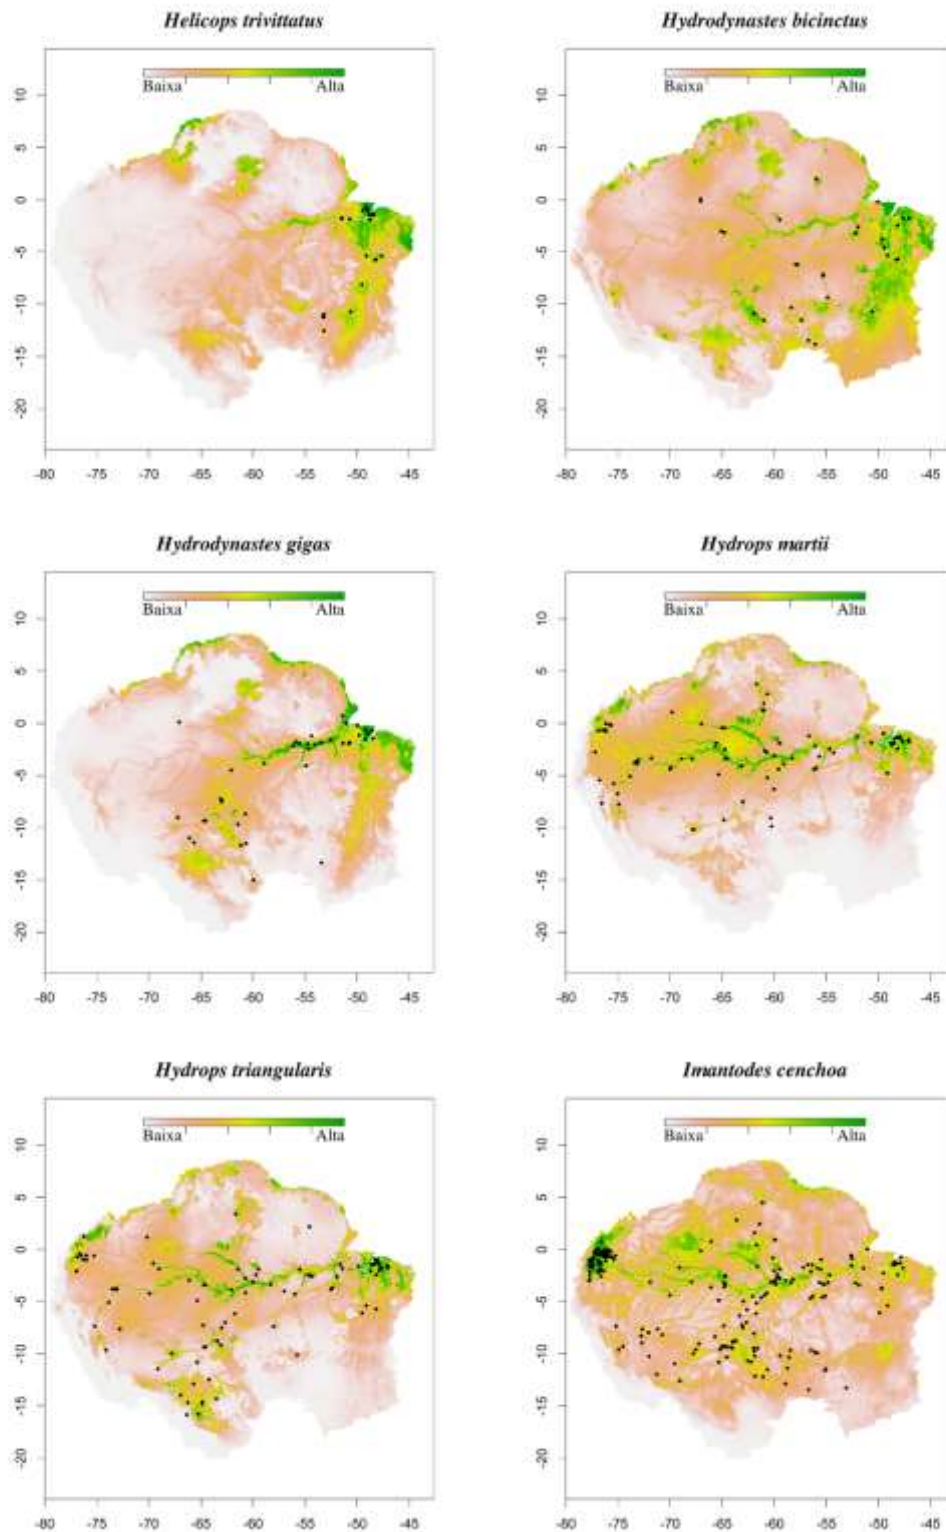 Helicops trivittatus
Hydrodynastes bicinctus
Baixa Alta
Baixa Alta
10
5
0
-5
-10
-15
-20
10
5
0
-5
-10
-15
-20
-80 -75 -70 -65 -60 -55 -50 -45
-80 -75 -70 -65 -60 -55 -50 -45
Hydrodynastes gigas
Hydrops martii
Baixa Alta
Baixa Alta
10
5
0
-5
-10
-15
-20
10
5
0
-5
-10
-15
-20
-80 -75 -70 -65 -60 -55 -50 -45
-80 -75 -70 -65 -60 -55 -50 -45
Hydrops triangularis
Imantodes cenchoa
Baixa Alta
Baixa Alta
10
5
0
-5
-10
-15
-20
10
5
0
-5
-10
-15
-20
-80 -75 -70 -65 -60 -55 -50 -45
-80 -75 -70 -65 -60 -55 -50 -45